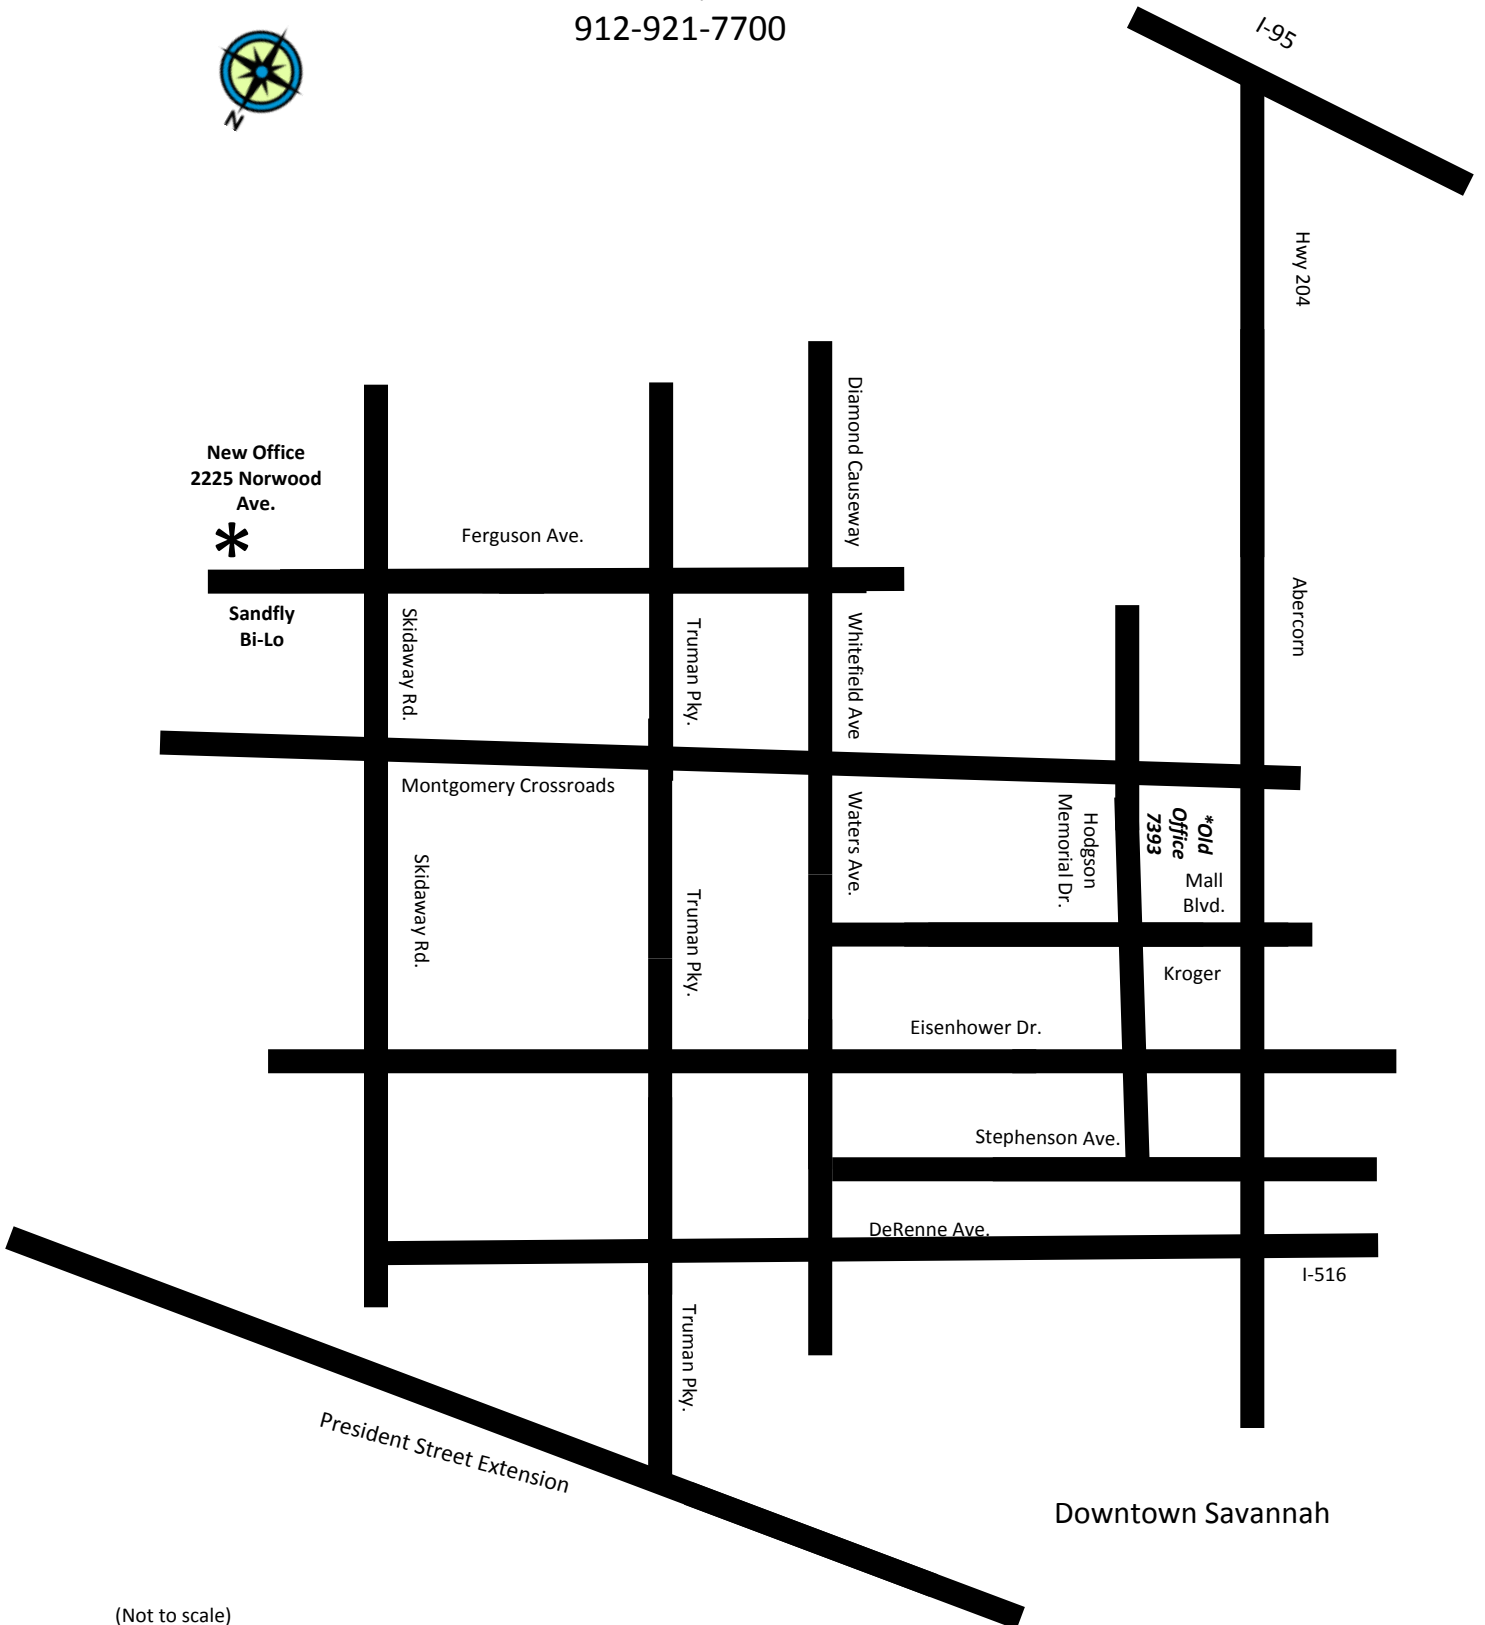 912-921-7700
I-95
N
Hwy 204
Diamond Causeway
New Office
2225 Norwood
Ave.
*
Ferguson Ave.
Abercorn
Sandfly
Bi-Lo
Skidaway Rd.
Truman Pky.
Whitefield Ave
Montgomery Crossroads
Waters Ave.
Hodgson
Memorial Dr.
*Old
Office
7393
Mall
Blvd.
Skidaway Rd.
Truman Pky.
Kroger
Eisenhower Dr.
Stephenson Ave.
DeRenne Ave.
I-516
Truman Pky.
President Street Extension
Downtown Savannah
(Not to scale)